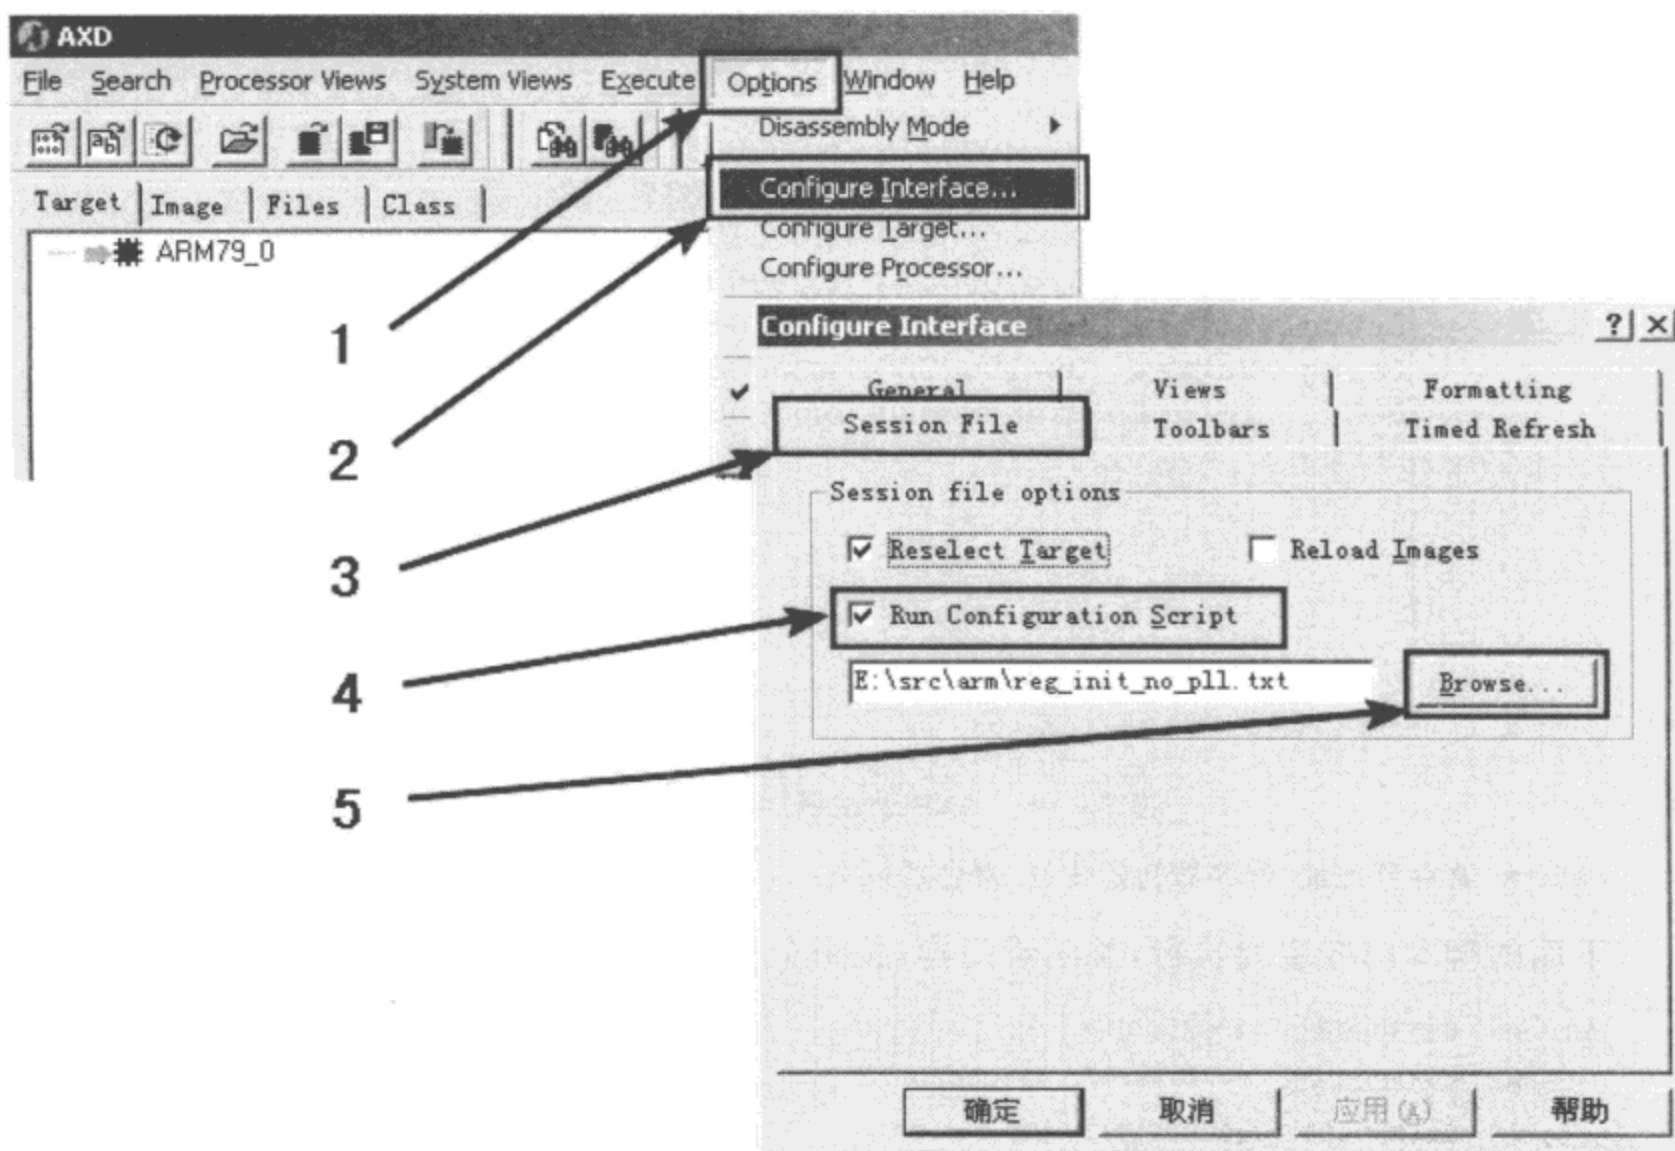 AXD
File Search Processor Views System Views Execute Options Window Help
Disassembly Mode
Target Image Files Class
Configure Interface...
ARM79_0
Configure Target...
Configure Processor...
Configure Interface
General Views Formatting
Session File Toolbars Timed Refresh
Session file options
Reselect Target Reload Images
Run Configuration Script
E:\src\arm\reg_init_no_pll.txt Browse...
1
2
3
4
5
确定 取消 应用(A) 帮助